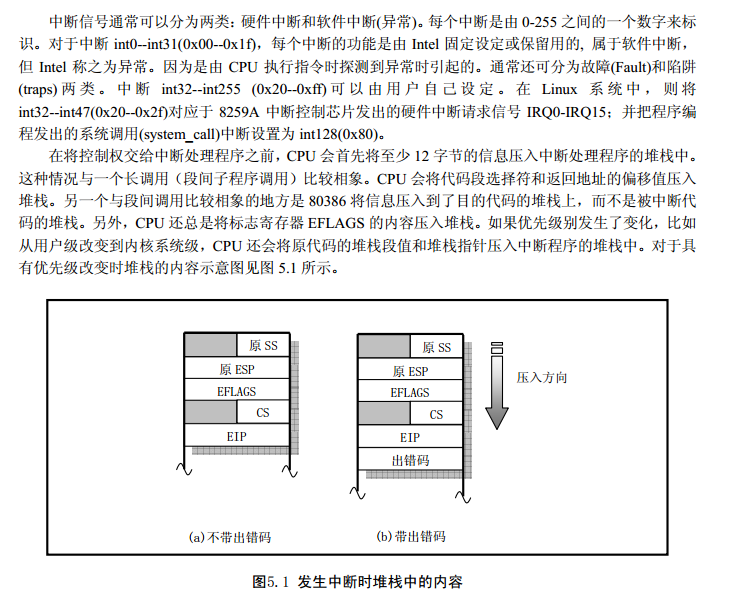 中断信号通常可以分为两类：硬件中断和软件中断(异常)。每个中断是由 0-255 之间的一个数字来标
识。对于中断 int0--int31(0x00--0x1f)，每个中断的功能是由 Intel 固定设定或保留用的, 属于软件中断，
但 Intel 称之为异常。因为是由 CPU 执行指令时探测到异常时引起的。通常还可分为故障(Fault)和陷阱
(traps)两类。中断 int32--int255 (0x20--0xff)可以由用户自己设定。在 Linux 系统中，则将
int32--int47(0x20--0x2f)对应于 8259A 中断控制芯片发出的硬件中断请求信号 IRQ0-IRQ15；并把程序编
程发出的系统调用(system_call)中断设置为 int128(0x80)。
在将控制权交给中断处理程序之前，CPU 会首先将至少 12 字节的信息压入中断处理程序的堆栈中。
这种情况与一个长调用（段间子程序调用）比较相象。CPU 会将代码段选择符和返回地址的偏移值压入
堆栈。另一个与段间调用比较相象的地方是 80386 将信息压入到了目的代码的堆栈上，而不是被中断代
码的堆栈。另外，CPU 还总是将标志寄存器 EFLAGS 的内容压入堆栈。如果优先级别发生了变化，比如
从用户级改变到内核系统级，CPU 还会将原代码的堆栈段值和堆栈指针压入中断程序的堆栈中。对于具
有优先级改变时堆栈的内容示意图见图 5.1 所示。
原 SS
原 ESP
EFLAGS
CS
EIP
(a)不带出错码
原 SS
原 ESP
EFLAGS
CS
EIP
出错码
(b)带出错码
压入方向
图5.1 发生中断时堆栈中的内容